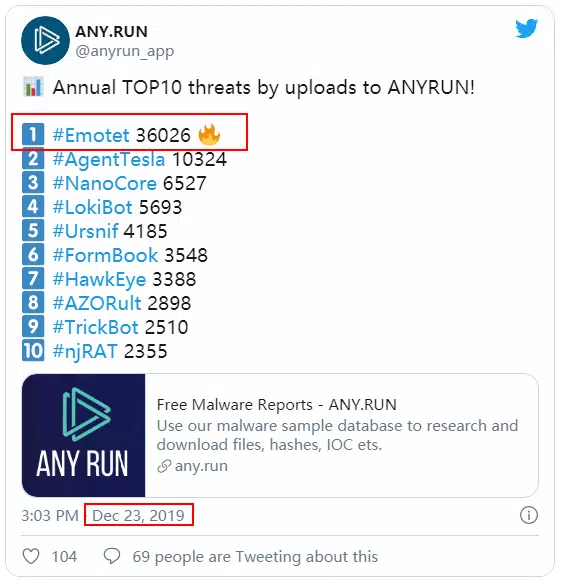 ANY.RUN
@anyrun_app
📊 Annual TOP10 threats by uploads to ANYRUN!
1️⃣ #Emotet 36026 🔥
2️⃣ #AgentTesla 10324
3️⃣ #NanoCore 6527
4️⃣ #LokiBot 5693
5️⃣ #Ursnif 4185
6️⃣ #FormBook 3548
7️⃣ #HawkEye 3388
8️⃣ #AZORult 2898
9️⃣ #TrickBot 2510
🔟 #njRAT 2355
ANY RUN
Free Malware Reports - ANY.RUN
Use our malware sample database to research and
download files, hashes, IOC ets.
any.run
3:03 PM · Dec 23, 2019
104
69 people are Tweeting about this